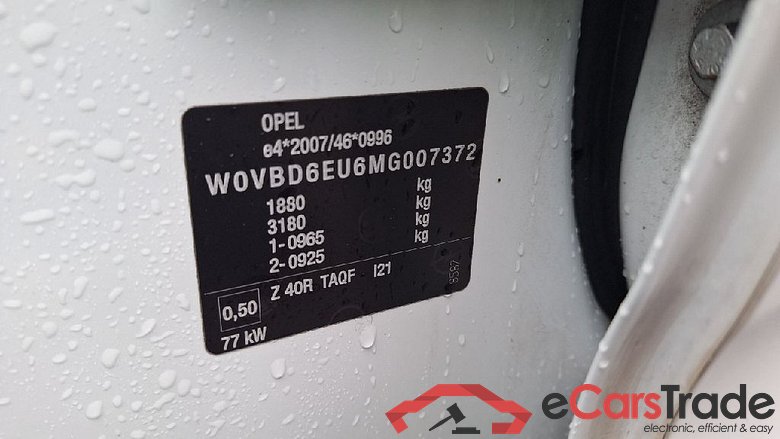 OPEL
e4*2007/46*0996
W0VBD6EU6MG007372
1880 kg
3180 kg
1-0965 kg
2-0925 kg
Z 40R TAQF I21
0,50
77 kW
8587
eCarsTrade
electronic, efficient & easy